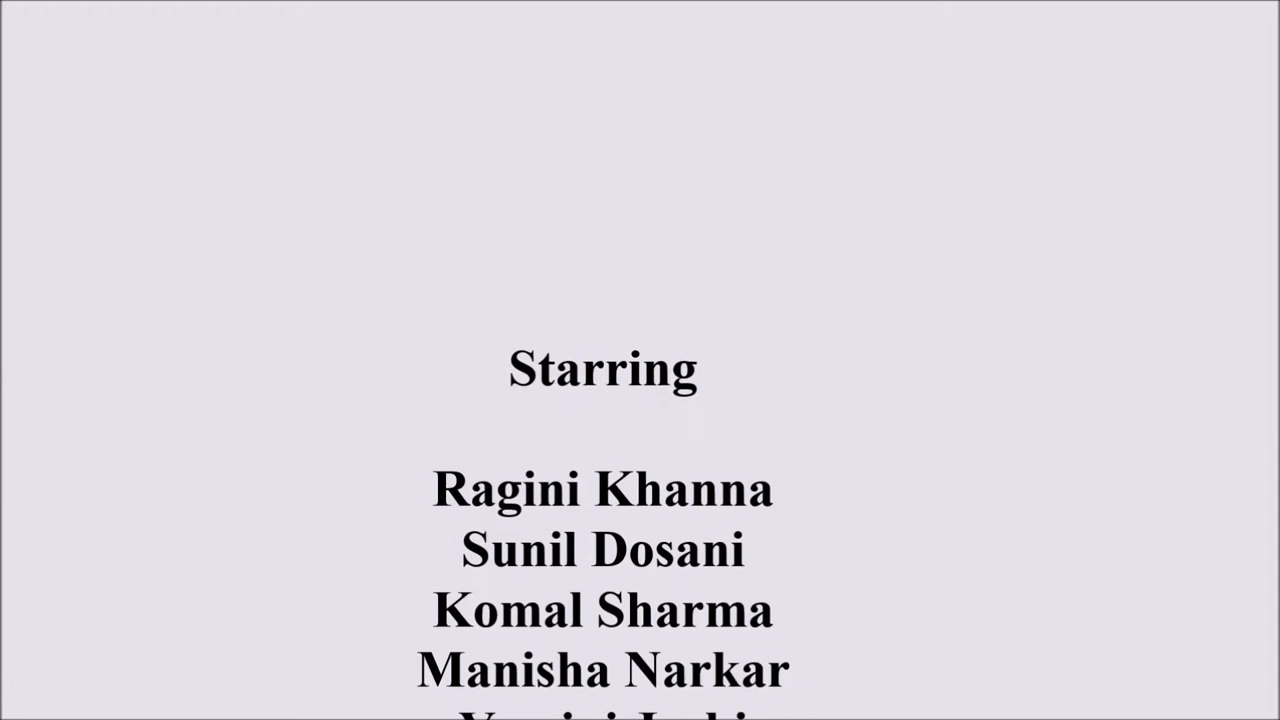 Starring
Ragini Khanna
Sunil Dosani
Komal Sharma
Manisha Narkar